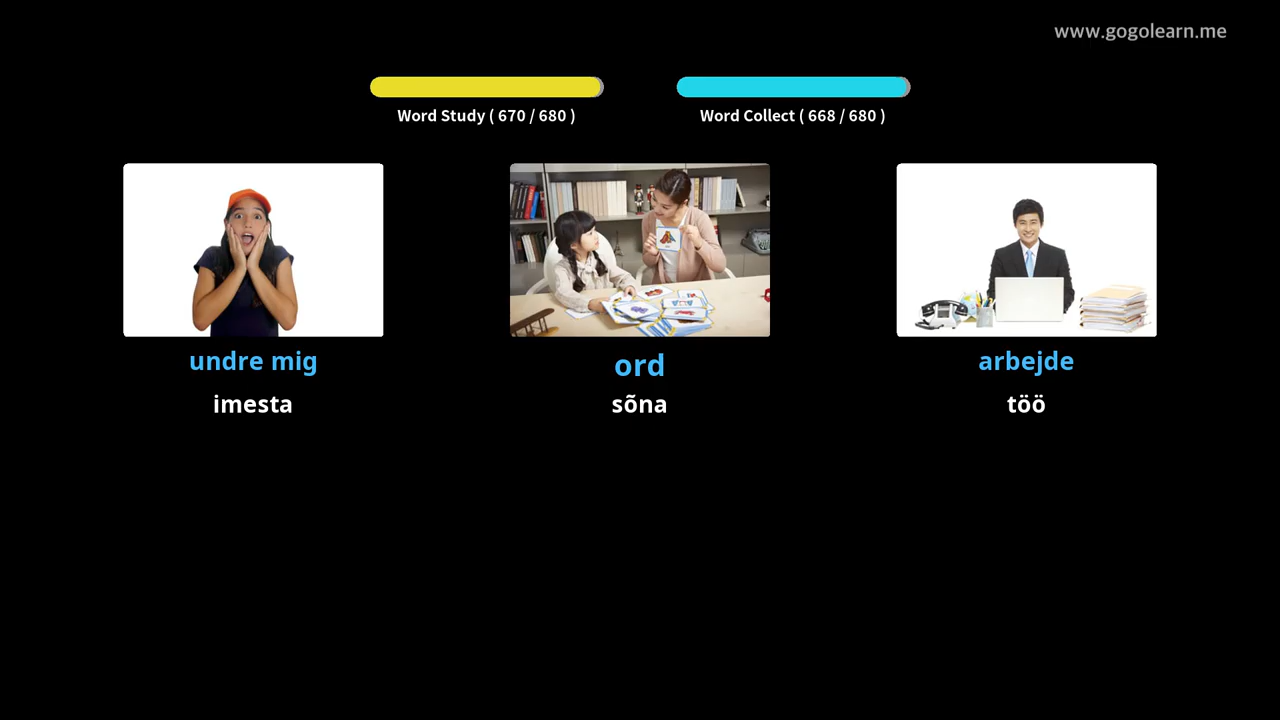 www.gogolearn.me
Word Study ( 670 / 680 )
Word Collect ( 668 / 680 )
undre mig
ord
arbejde
imesta
sõna
töö